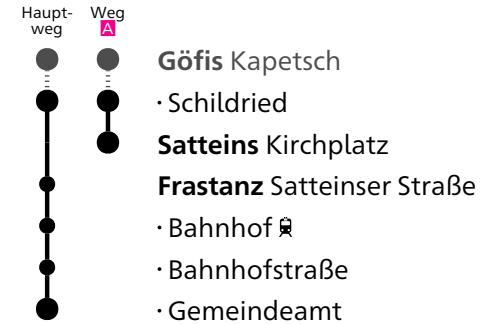 Haupt- Weg
weg A
Göfis Kapetsch
· Schildried
Satteins Kirchplatz
Frastanz Satteinser Straße
· Bahnhof
· Bahnhofstraße
· Gemeindeamt